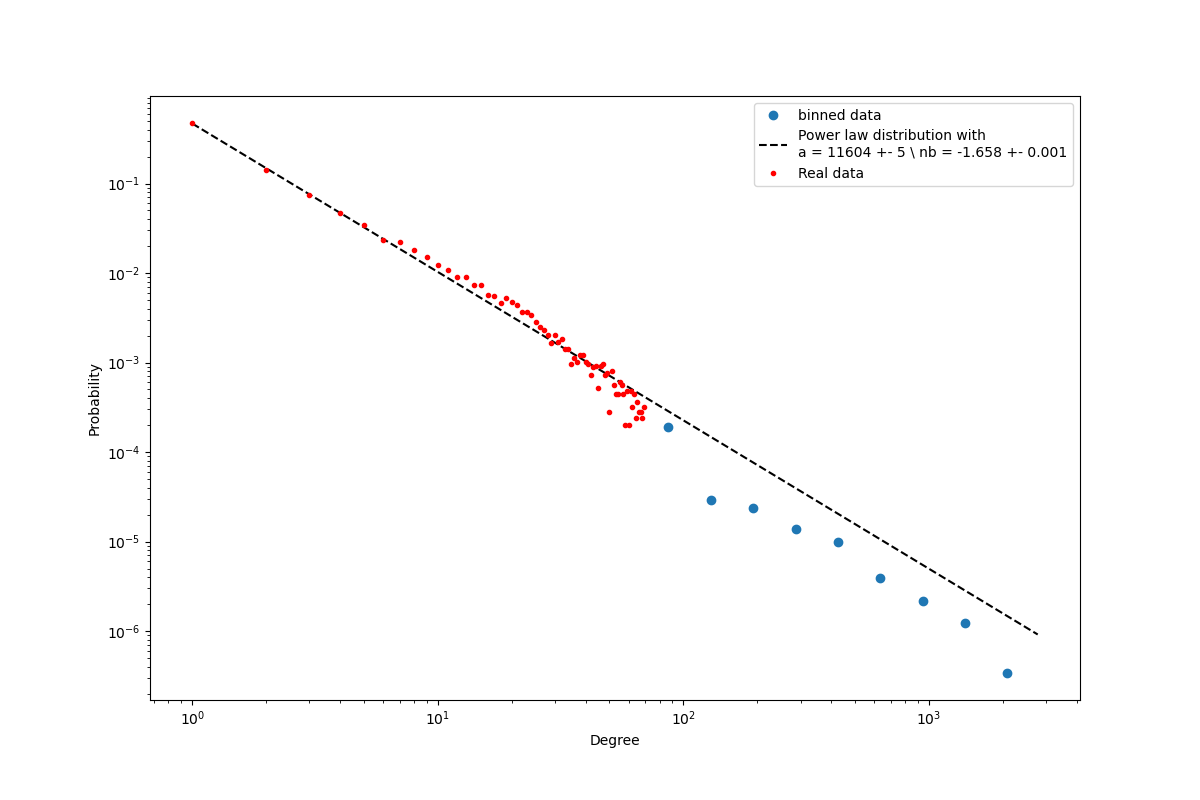 binned data
Power law distribution with
a = 11604 +- 5 \ nb = -1.658 +- 0.001
Real data
Probability
10⁻¹
10⁻²
10⁻³
10⁻⁴
10⁻⁵
10⁻⁶
10⁰ 10¹ 10² 10³
Degree